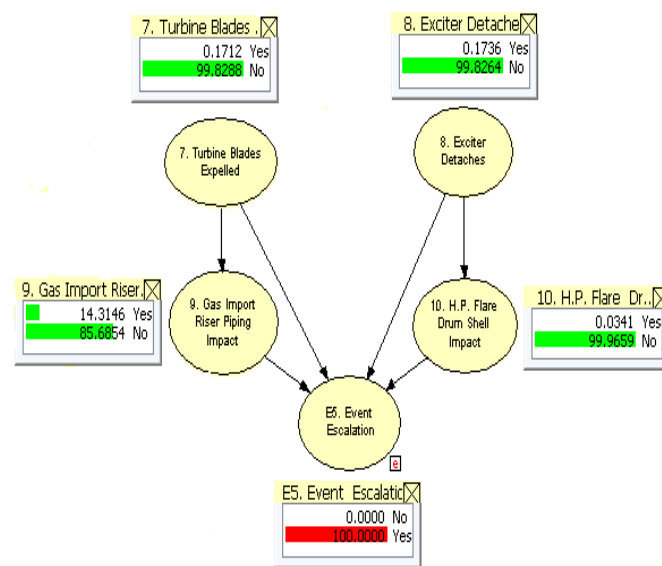 7. Turbine Blades .
0.1712 Yes
99.8288 No
8. Exciter Detache
0.1736 Yes
99.8264 No
7. Turbine Blades
Expelled
8. Exciter
Detaches
9. Gas Import Riser.
14.3146 Yes
85.6854 No
9. Gas Import
Riser Piping
Impact
10. H.P. Flare
Drum Shell
Impact
10. H.P. Flare Dr..
0.0341 Yes
99.9659 No
E5. Event
Escalation
e
E5. Event Escalatic
0.0000 No
100.0000 Yes